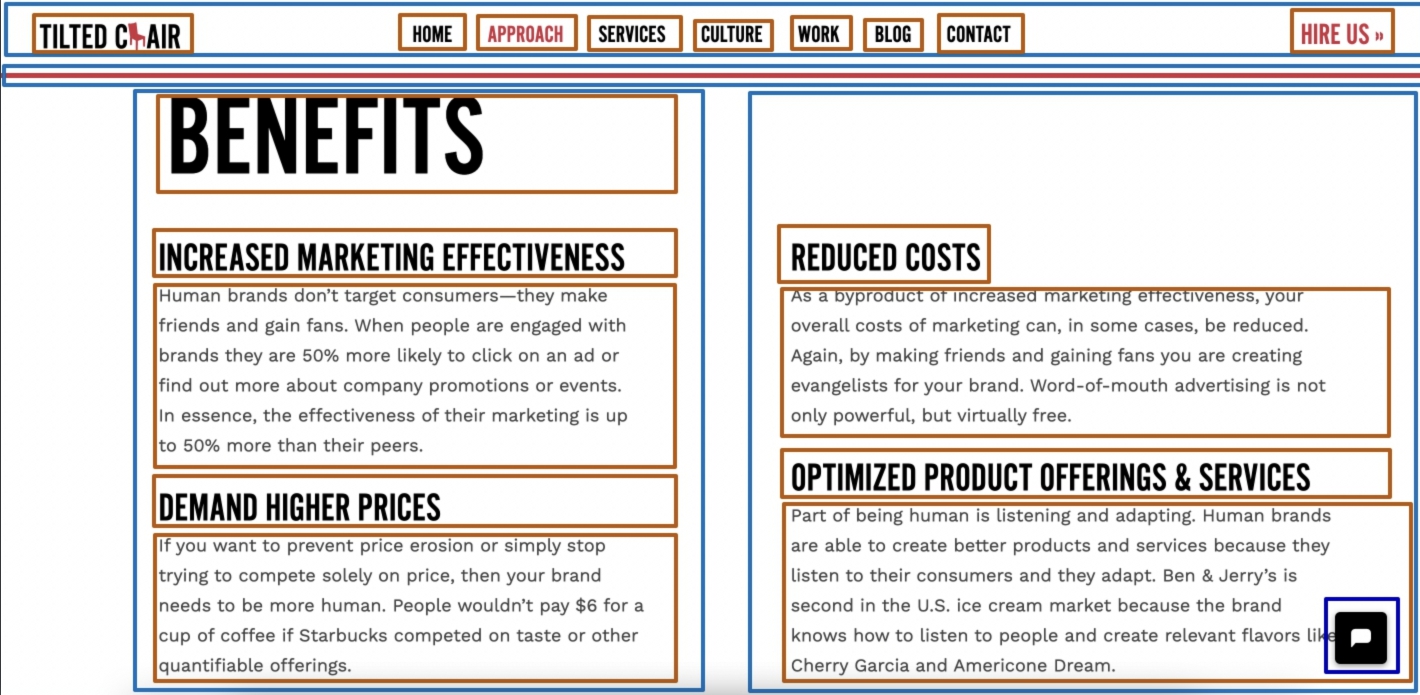 TILTED CHAIR
HOME
APPROACH
SERVICES
CULTURE
WORK
BLOG
CONTACT
HIRE US »
BENEFITS
INCREASED MARKETING EFFECTIVENESS
Human brands don’t target consumers—they make
friends and gain fans. When people are engaged with
brands they are 50% more likely to click on an ad or
find out more about company promotions or events.
In essence, the effectiveness of their marketing is up
to 50% more than their peers.
DEMAND HIGHER PRICES
If you want to prevent price erosion or simply stop
trying to compete solely on price, then your brand
needs to be more human. People wouldn’t pay $6 for a
cup of coffee if Starbucks competed on taste or other
quantifiable offerings.
REDUCED COSTS
As a byproduct of increased marketing effectiveness, your
overall costs of marketing can, in some cases, be reduced.
Again, by making friends and gaining fans you are creating
evangelists for your brand. Word-of-mouth advertising is not
only powerful, but virtually free.
OPTIMIZED PRODUCT OFFERINGS & SERVICES
Part of being human is listening and adapting. Human brands
are able to create better products and services because they
listen to their consumers and they adapt. Ben & Jerry’s is
second in the U.S. ice cream market because the brand
knows how to listen to people and create relevant flavors like
Cherry Garcia and Americone Dream.